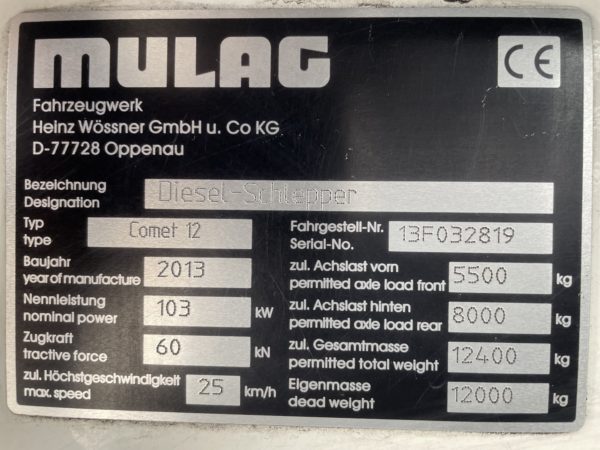 MULAG
CE
Fahrzeugwerk
Heinz Wössner GmbH u. Co KG
D-77728 Oppenau
Bezeichnung
Designation Diesel-Schlepper
Typ
type Comet 12
Baujahr
year of manufacture 2013
Nennleistung
nominal power 103 kW
Zugkraft
tractive force 60 kN
zul. Höchstgeschwindigkeit
max. speed 25 km/h
Fahrgestell-Nr.
Serial-No. 13F032819
zul. Achslast vorn
permitted axle load front 5500 kg
zul. Achslast hinten
permitted axle load rear 8000 kg
zul. Gesamtmasse
permitted total weight 12400 kg
Eigenmasse
dead weight 12000 kg